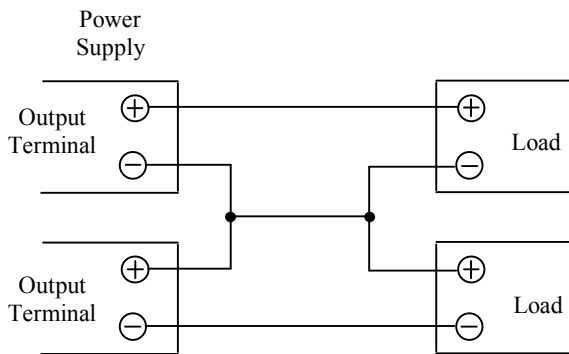 Power
Supply
+
Output
Terminal
−
+
Load
−
+
Output
Terminal
−
+
Load
−